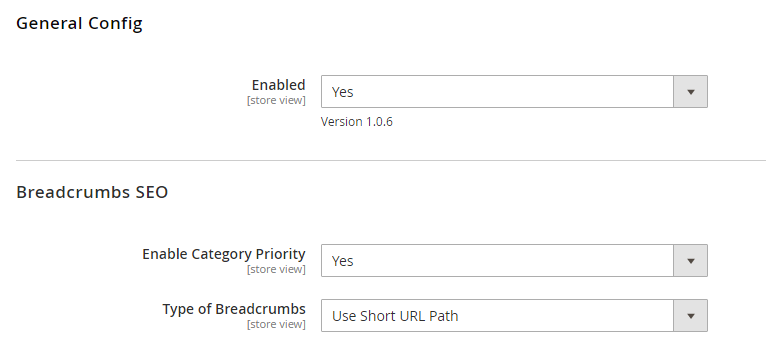 General Config
Enabled
[store view]
Yes
Version 1.0.6
Breadcrumbs SEO
Enable Category Priority
[store view]
Yes
Type of Breadcrumbs
[store view]
Use Short URL Path